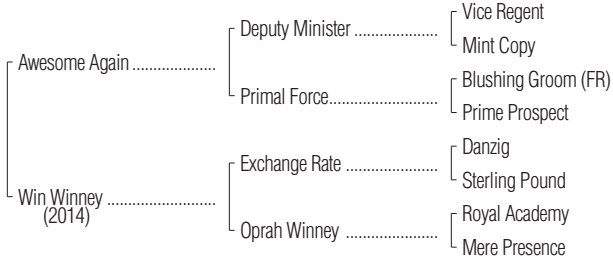 Vice Regent
Deputy Minister ....................
Mint Copy
Awesome Again ....................
Blushing Groom (FR)
Primal Force..........................
Prime Prospect
Danzig
Exchange Rate ......................
Sterling Pound
Win Winney ..........................
(2014)
Royal Academy
Oprah Winney ......................
Mere Presence